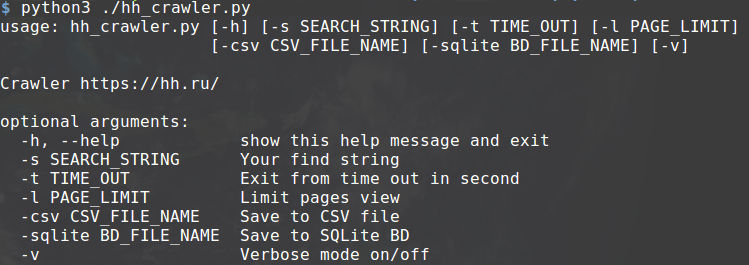 $ python3 ./hh_crawler.py
usage: hh_crawler.py [-h] [-s SEARCH_STRING] [-t TIME_OUT] [-l PAGE_LIMIT]
                     [-csv CSV_FILE_NAME] [-sqlite BD_FILE_NAME] [-v]

Crawler https://hh.ru/

optional arguments:
  -h, --help            show this help message and exit
  -s SEARCH_STRING      Your find string
  -t TIME_OUT           Exit from time out in second
  -l PAGE_LIMIT         Limit pages view
  -csv CSV_FILE_NAME    Save to CSV file
  -sqlite BD_FILE_NAME  Save to SQLite BD
  -v                    Verbose mode on/off